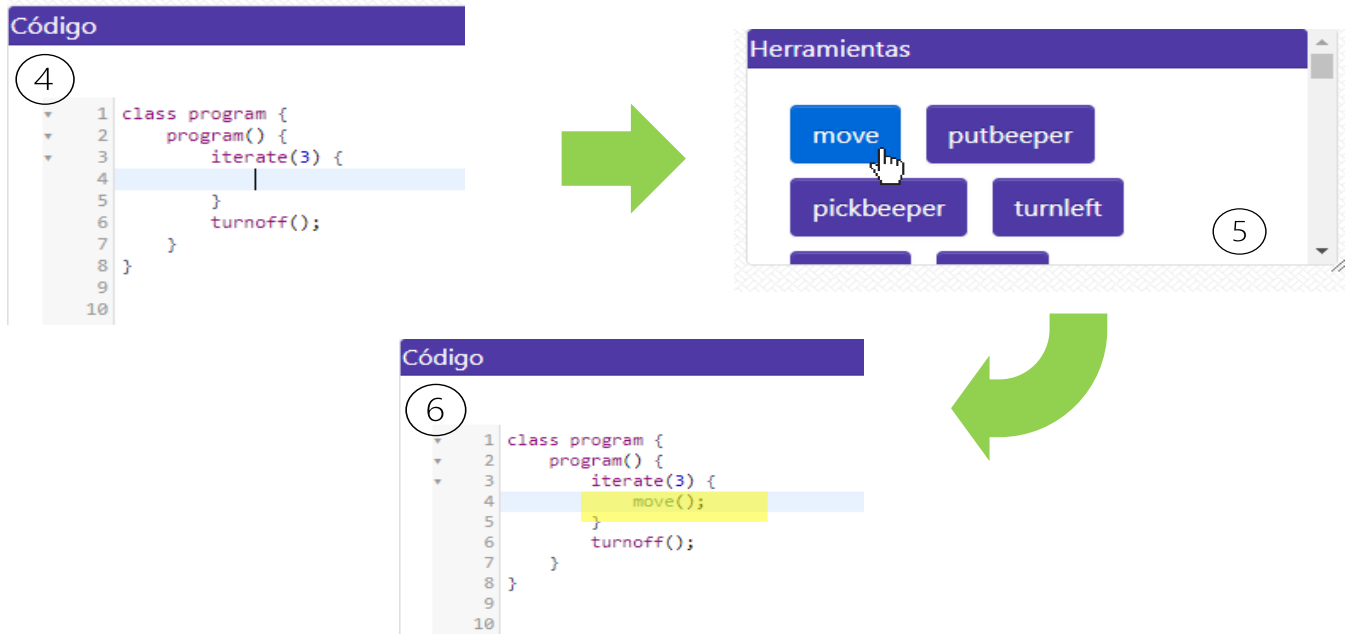 Código
4
1 class program {
2 program() {
3 iterate(3) {
4
5 }
6 turnoff();
7 }
8 }
9
10
Herramientas
move putbeeper
pickbeeper turnleft
5
Código
6
1 class program {
2 program() {
3 iterate(3) {
4 move();
5 }
6 turnoff();
7 }
8 }
9
10